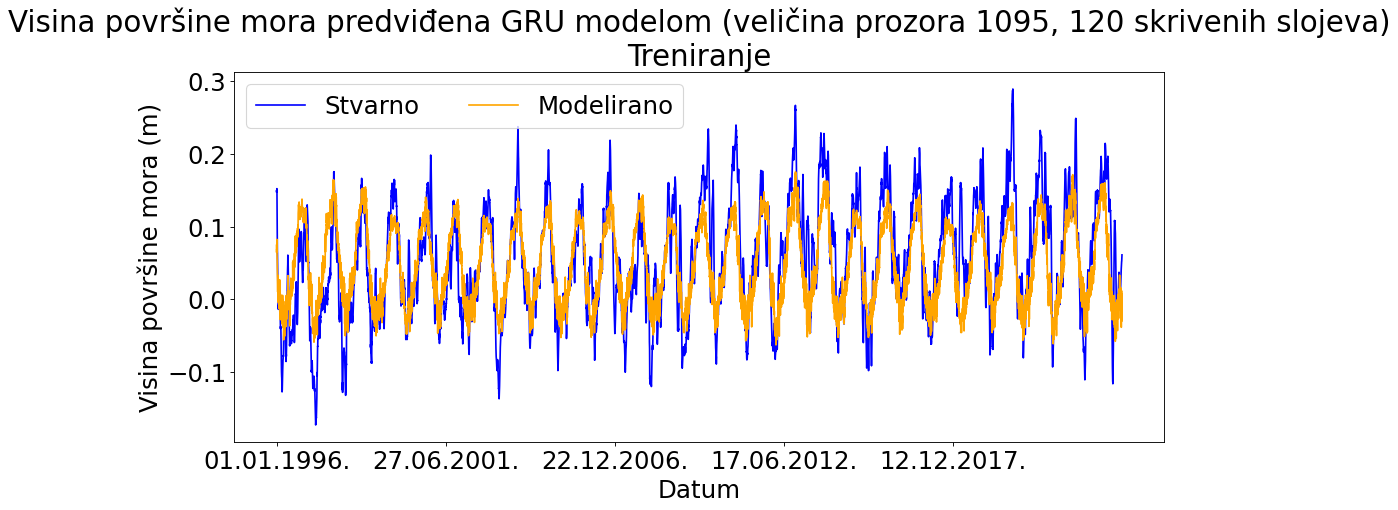 Visina površine mora predviđena GRU modelom (veličina prozora 1095, 120 skrivenih slojeva)
Treniranje
Stvarno Modelirano
Visina površine mora (m)
0.3
0.2
0.1
0.0
−0.1
01.01.1996. 27.06.2001. 22.12.2006. 17.06.2012. 12.12.2017.
Datum